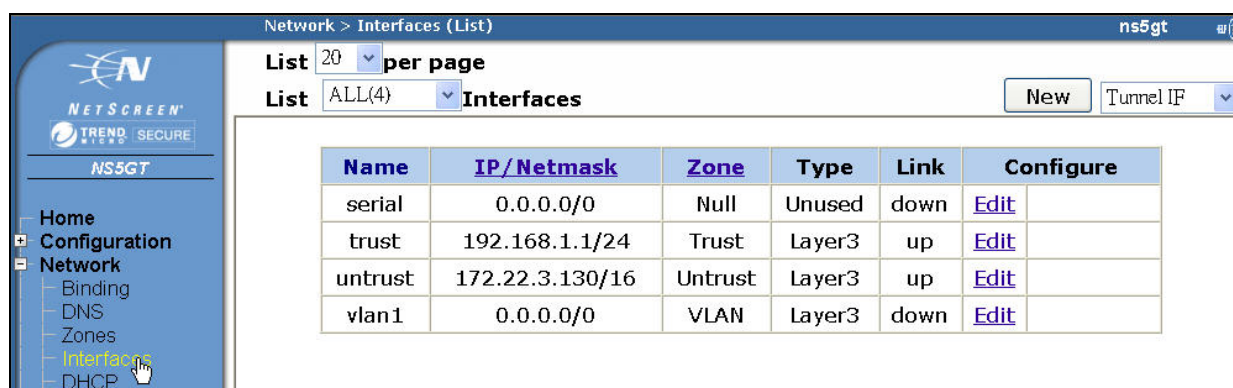 Network > Interfaces (List)
ns5gt
NETSCREEN
TREND MICRO SECURE
NS5GT
Home
Configuration
Network
Binding
DNS
Zones
Interfaces
DHCP
List 20 per page
List ALL(4) Interfaces
New Tunnel IF
Name IP/Netmask Zone Type Link Configure
serial 0.0.0.0/0 Null Unused down Edit
trust 192.168.1.1/24 Trust Layer3 up Edit
untrust 172.22.3.130/16 Untrust Layer3 up Edit
vlan1 0.0.0.0/0 VLAN Layer3 down Edit